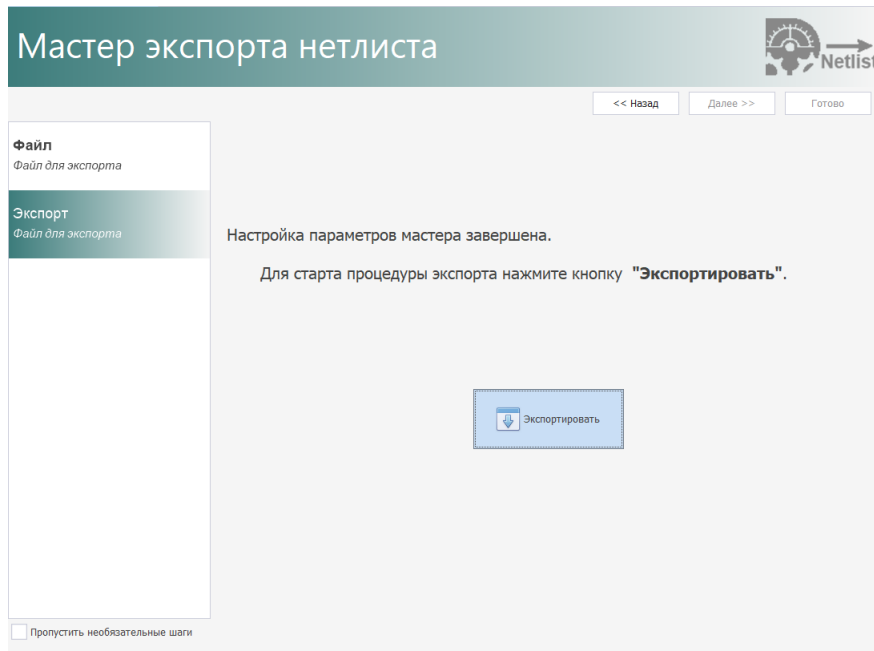 Мастер экспорта нетлиста
Netlist
<< Назад
Далее >>
Готово
Файл
Файл для экспорта
Экспорт
Файл для экспорта
Настройка параметров мастера завершена.
Для старта процедуры экспорта нажмите кнопку "Экспортировать".
Экспортировать
Пропустить необязательные шаги